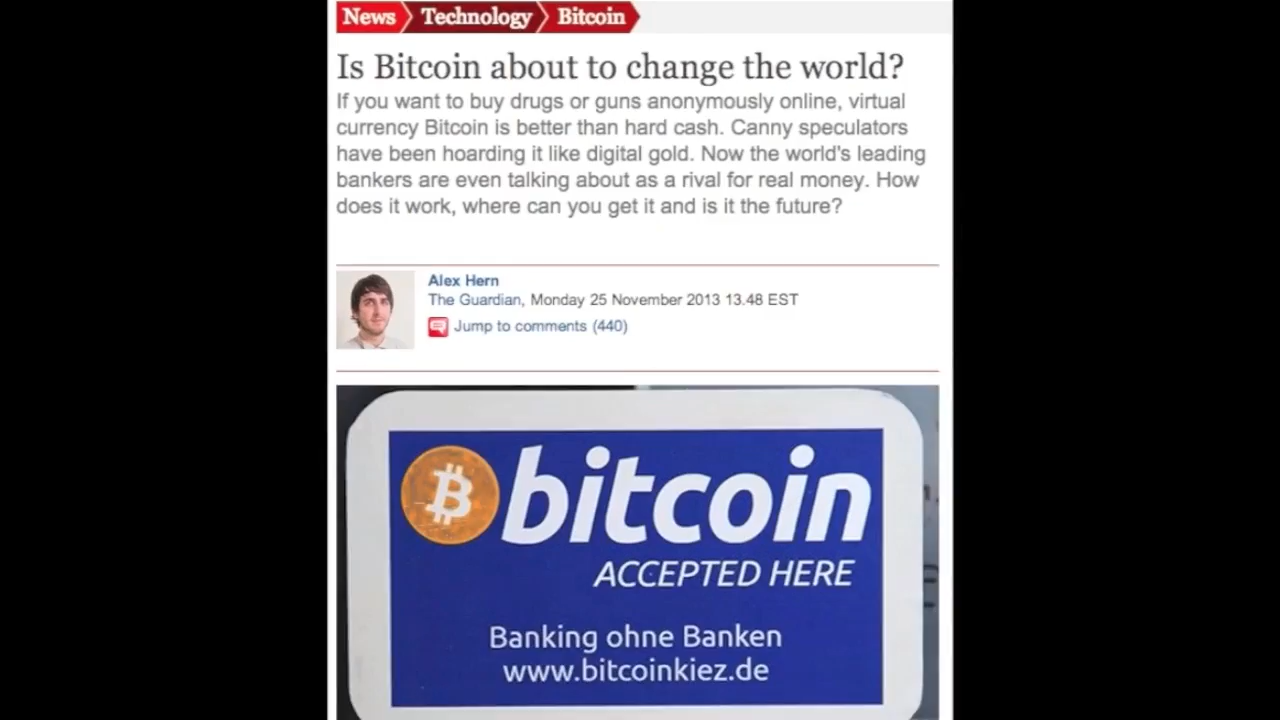 News Technology Bitcoin
Is Bitcoin about to change the world?
If you want to buy drugs or guns anonymously online, virtual
currency Bitcoin is better than hard cash. Canny speculators
have been hoarding it like digital gold. Now the world's leading
bankers are even talking about as a rival for real money. How
does it work, where can you get it and is it the future?
Alex Hern
The Guardian, Monday 25 November 2013 13.48 EST
Jump to comments (440)
bitcoin
ACCEPTED HERE
Banking ohne Banken
www.bitcoinkiez.de